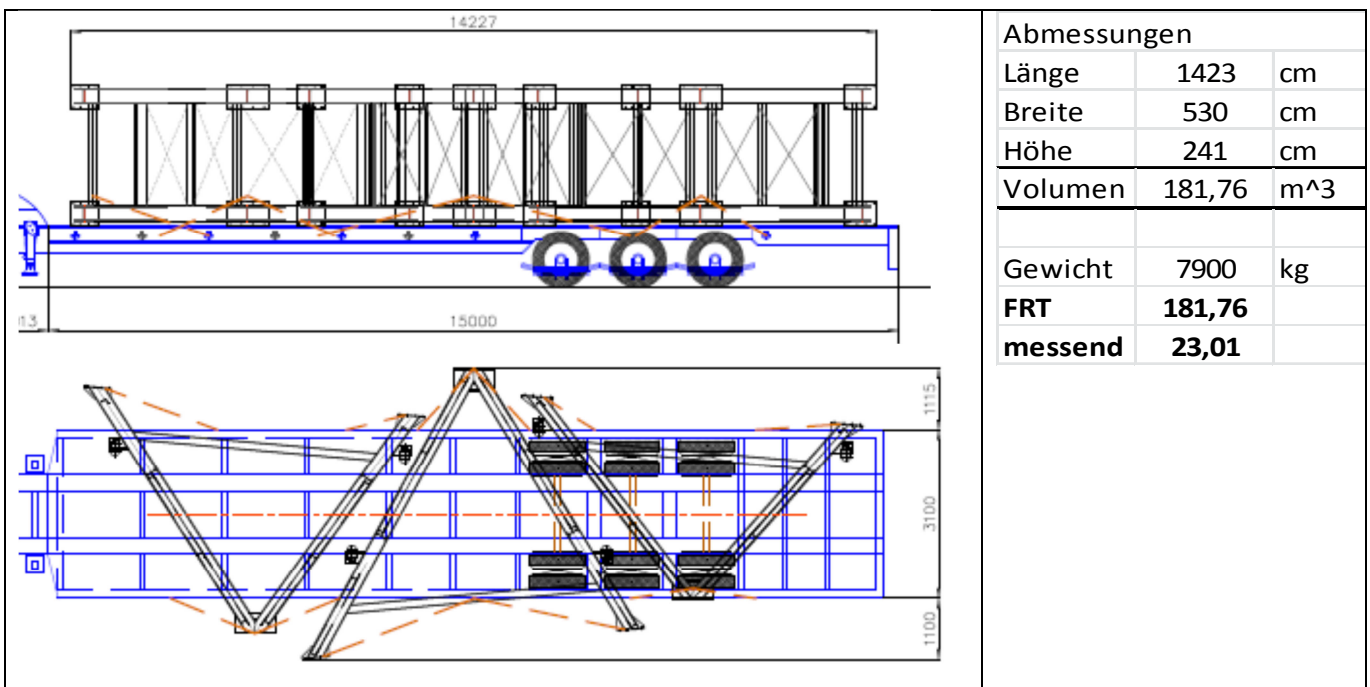 14227
013
15000
1115
3100
1100
Abmessungen
Länge 1423 cm
Breite 530 cm
Höhe 241 cm
Volumen 181,76 m^3
Gewicht 7900 kg
FRT 181,76
messend 23,01